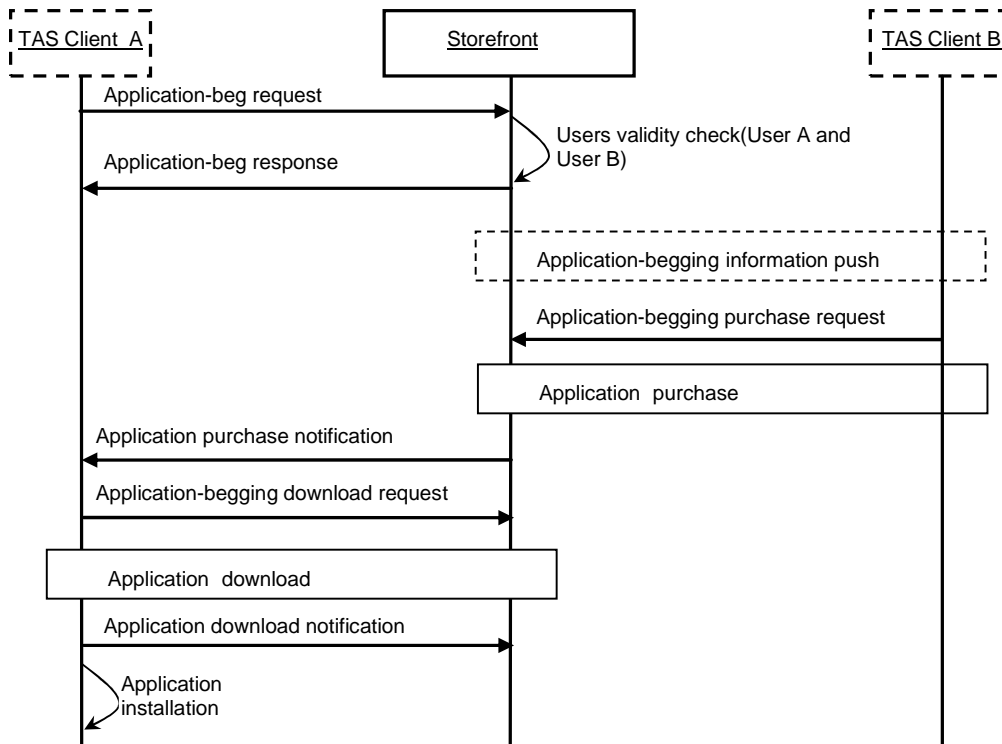 TAS Client A
Storefront
TAS Client B
Application-beg request
Users validity check(User A and
User B)
Application-beg response
Application-begging information push
Application-begging purchase request
Application purchase
Application purchase notification
Application-begging download request
Application download
Application download notification
Application
installation